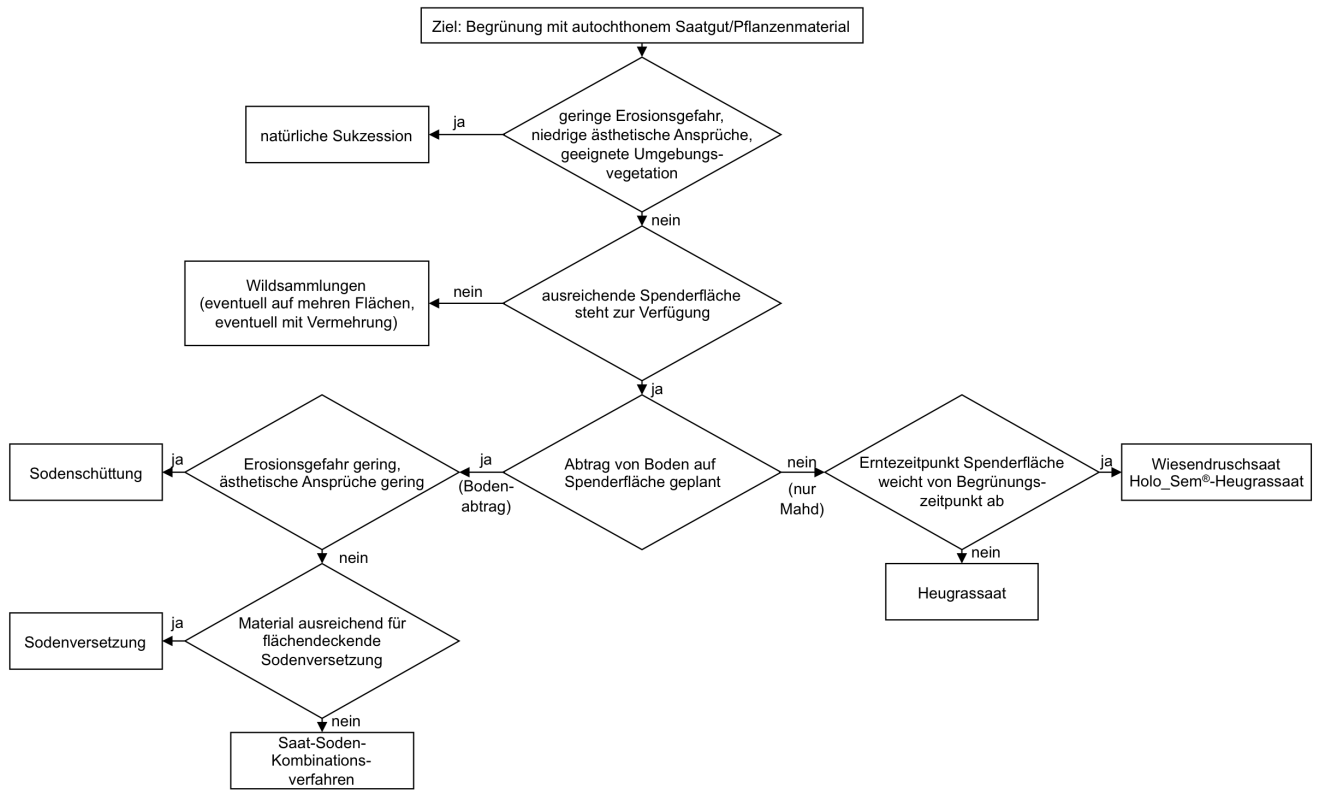 Ziel: Begrünung mit autochthonem Saatgut/Pflanzenmaterial
geringe Erosionsgefahr,
niedrige ästhetische Ansprüche,
geeignete Umgebungs-
vegetation
ja
natürliche Sukzession
nein
ausreichende Spenderfläche
steht zur Verfügung
nein
Wildsammlungen
(eventuell auf mehren Flächen,
eventuell mit Vermehrung)
ja
Abtrag von Boden auf
Spenderfläche geplant
ja
(Boden-
abtrag)
Erosionsgefahr gering,
ästhetische Ansprüche gering
ja
Sodenschüttung
nein
Material ausreichend für
flächendeckende
Sodenversetzung
ja
Sodenversetzung
nein
Saat-Soden-
Kombinations-
verfahren
nein
(nur
Mahd)
Erntezeitpunkt Spenderfläche
weicht von Begrünungs-
zeitpunkt ab
ja
Wiesendruschsaat
Holo_Sem®-Heugrassaat
nein
Heugrassaat